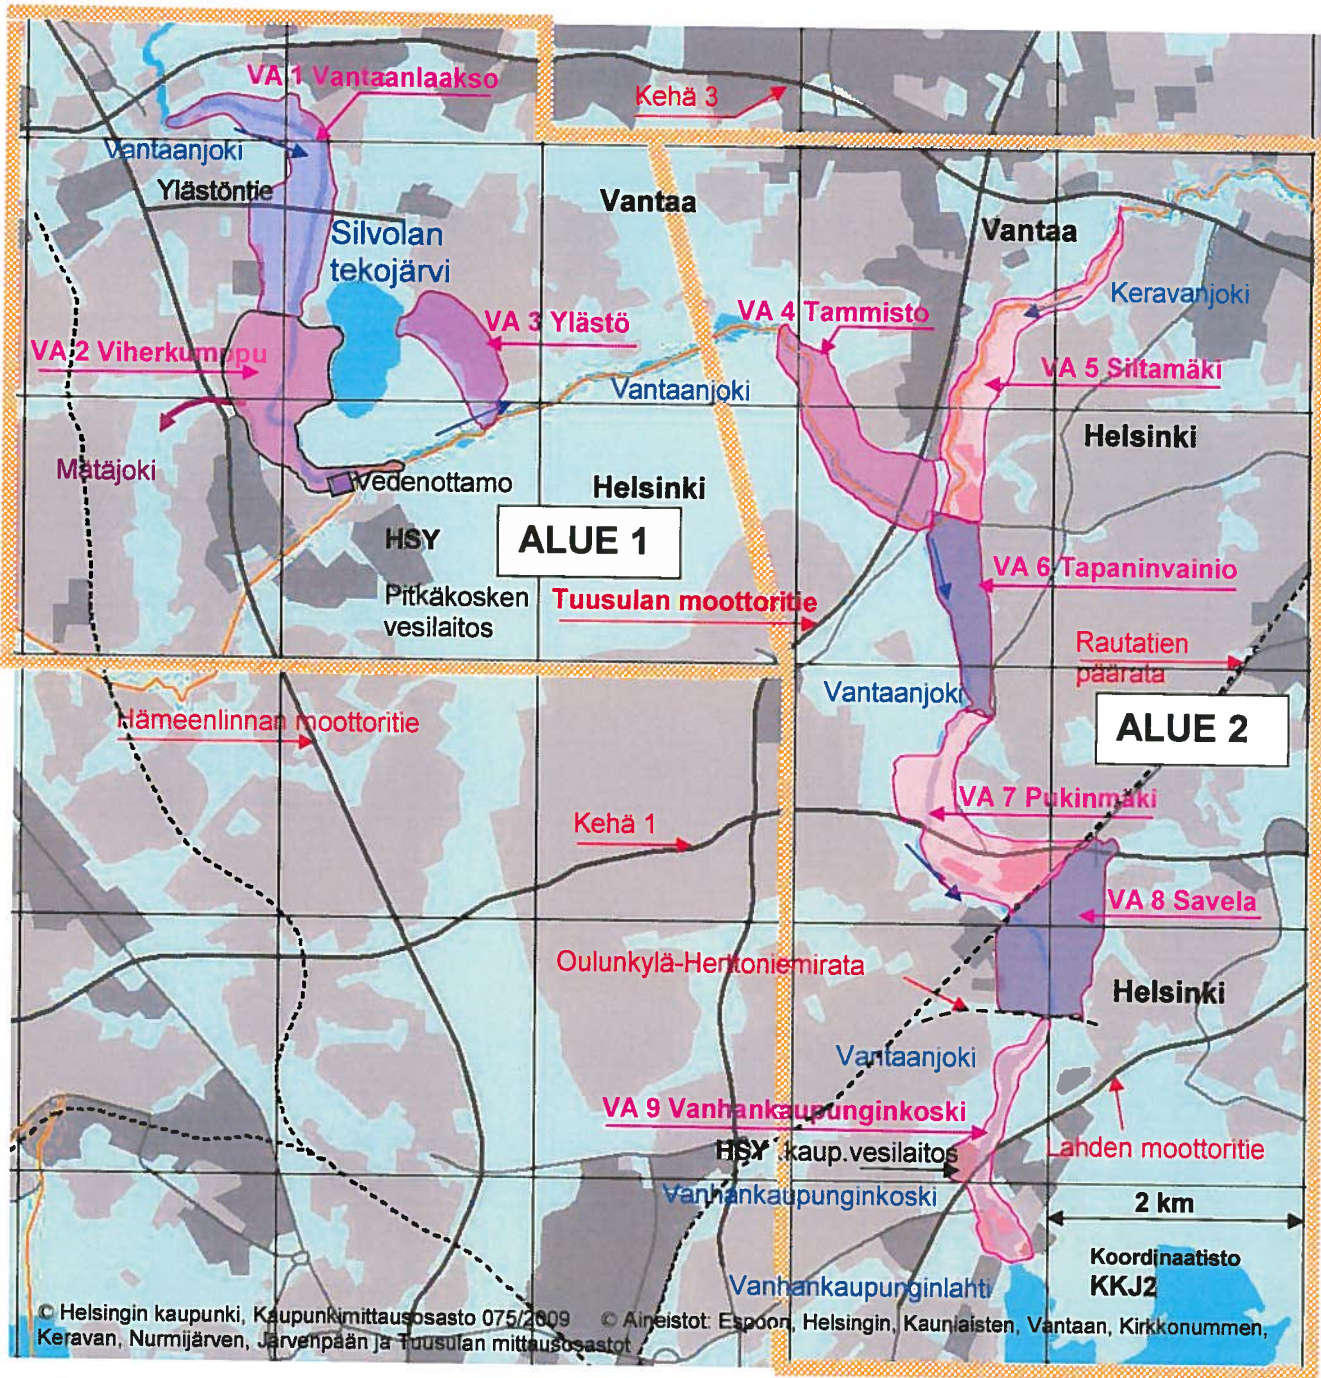 VA 1 Vantaanlaakso
Kehä 3
Vantaanjoki
Ylästöntie
Vantaa
Silvolan
tekojärvi
Vantaa
Keravanjoki
VA 3 Ylästö
VA 4 Tammisto
VA 2 Viherkumppu
VA 5 Siltamäki
Vantaanjoki
Helsinki
Mätäjoki
Vedenottamo
Helsinki
HSY
ALUE 1
VA 6 Tapaninvainio
Pitkäkosken
vesilaitos
Tuusulan moottoritie
Rautatien
päärata
Vantaanjoki
Hämeenlinnan moottoritie
ALUE 2
VA 7 Pukinmäki
Kehä 1
VA 8 Savela
Oulunkylä-Herttoniemirata
Helsinki
Vantaanjoki
VA 9 Vanhankaupunginkoski
HSY .kaup.vesilaitos
Lahden moottoritie
Vanhankaupunginkoski
2 km
Koordinaatisto
KKJ2
Vanhankaupunginlahti
© Helsingin kaupunki, Kaupunkimittausosasto 075/2009 © Aineistot: Espoon, Helsingin, Kauniaisten, Vantaan, Kirkkonummen,
Keravan, Nurmijärven, Järvenpään ja Tuusulan mittausosastot